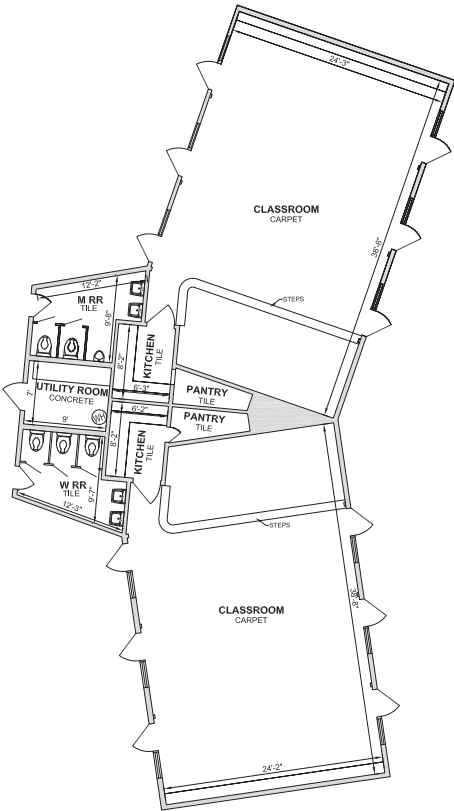 24'-3"
CLASSROOM
CARPET
38'-8"
STEPS
12'-2"
M RR
TILE
9'-8"
8'-2"
KITCHEN
TILE
6'-3"
PANTRY
TILE
UTILITY ROOM
CONCRETE
7'
9'
WH
6'-2"
PANTRY
TILE
8'-2"
KITCHEN
TILE
W RR
TILE
9'-7"
12'-3"
STEPS
CLASSROOM
CARPET
38'-8"
24'-2"